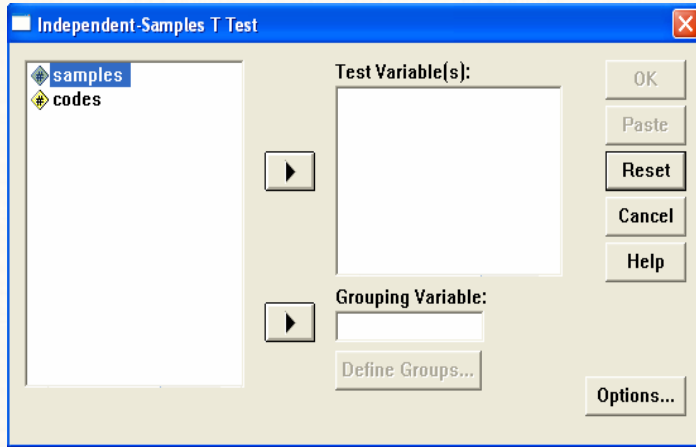 Independent-Samples T Test
samples
codes
Test Variable(s):
Grouping Variable:
Define Groups...
OK
Paste
Reset
Cancel
Help
Options...